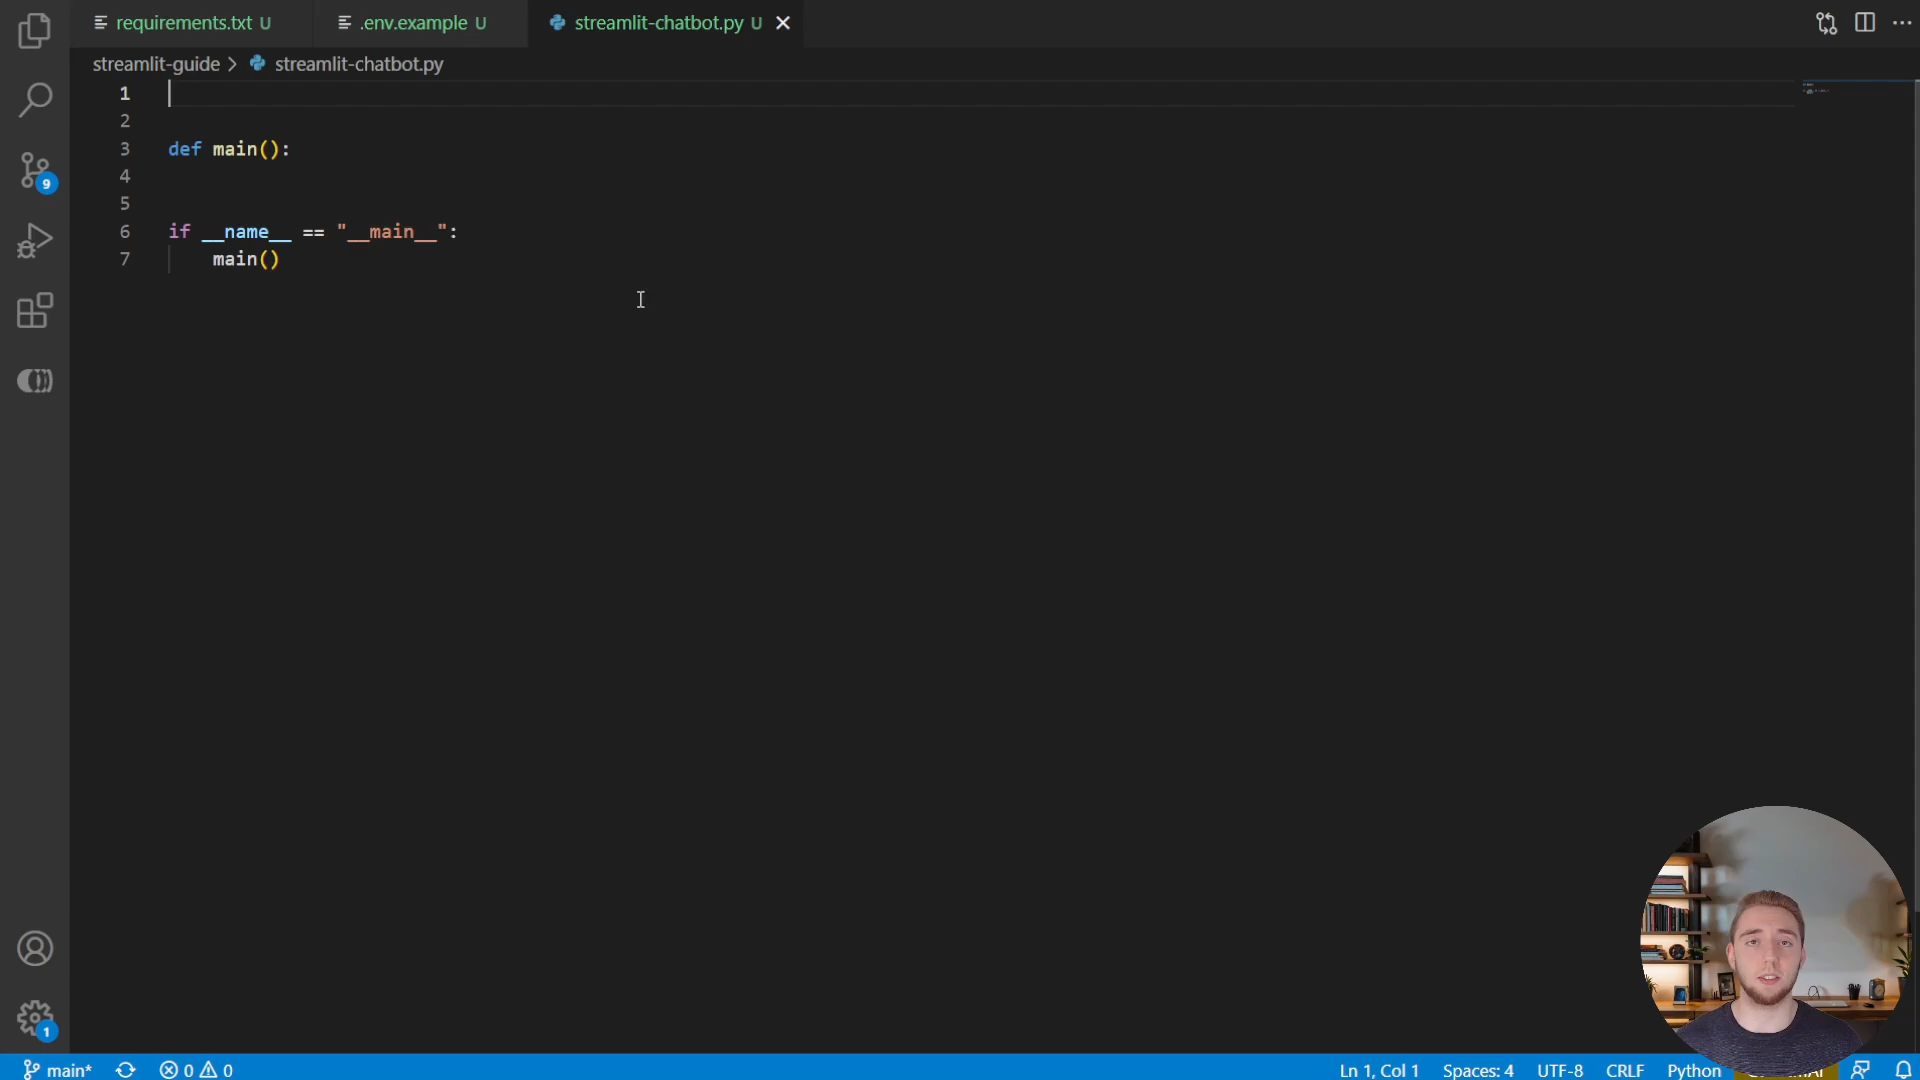 requirements.txt U
.env.example U
streamlit-chatbot.py U
streamlit-guide > streamlit-chatbot.py
1
2
3 def main():
4
5
6 if __name__ == "__main__":
7 main()
9
1
main*
0 0
Ln 1, Col 1
Spaces: 4
UTF-8
CRLF
Python